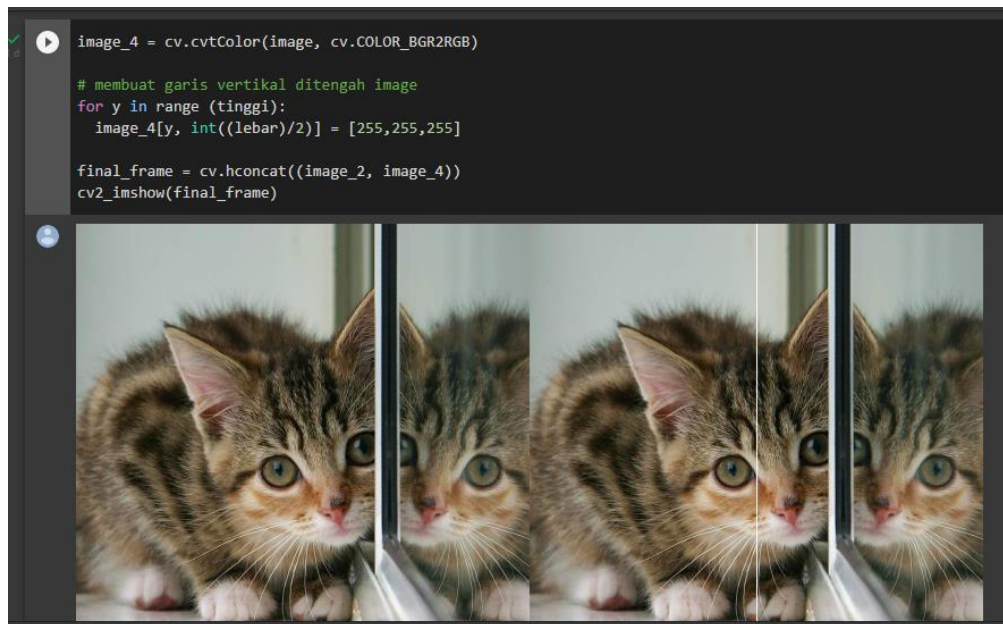 image_4 = cv.cvtColor(image, cv.COLOR_BGR2RGB)
# membuat garis vertikal ditengah image
for y in range (tinggi):
  image_4[y, int((lebar)/2)] = [255,255,255]
final_frame = cv.hconcat((image_2, image_4))
cv2_imshow(final_frame)